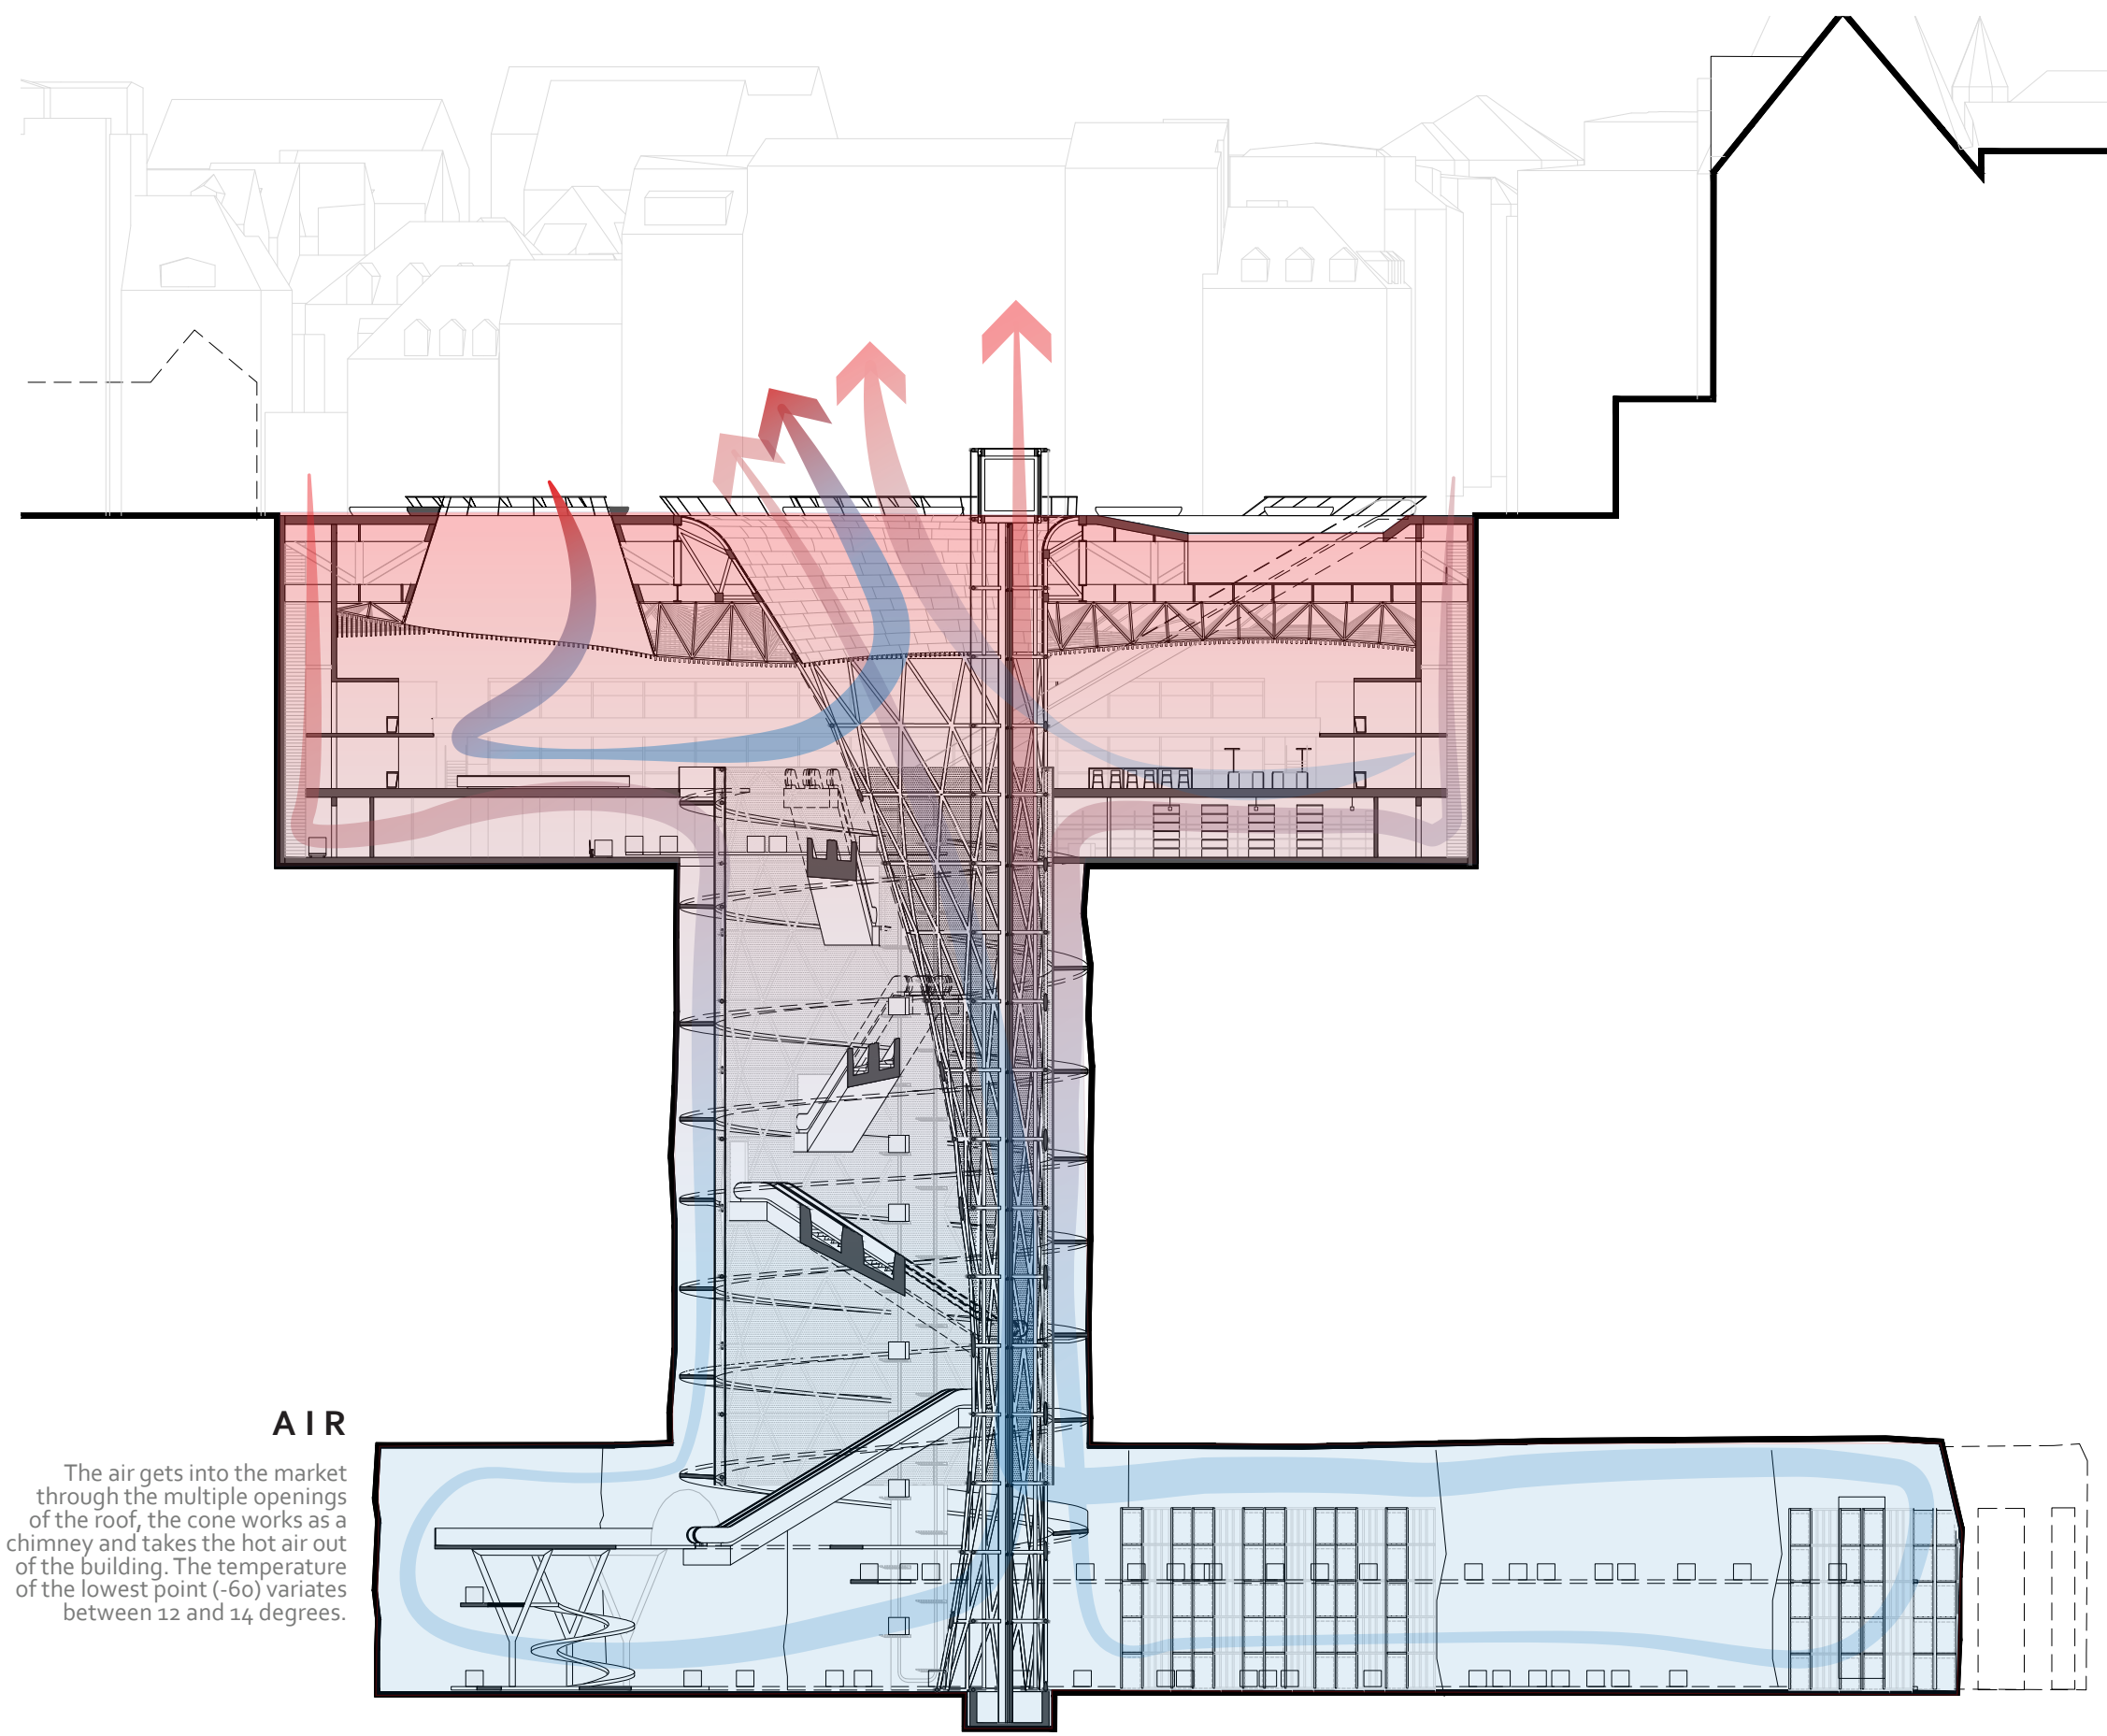 AIR
The air gets into the market
through the multiple openings
of the roof, the cone works as a
chimney and takes the hot air out
of the building. The temperature
of the lowest point (-60) variates
between 12 and 14 degrees.